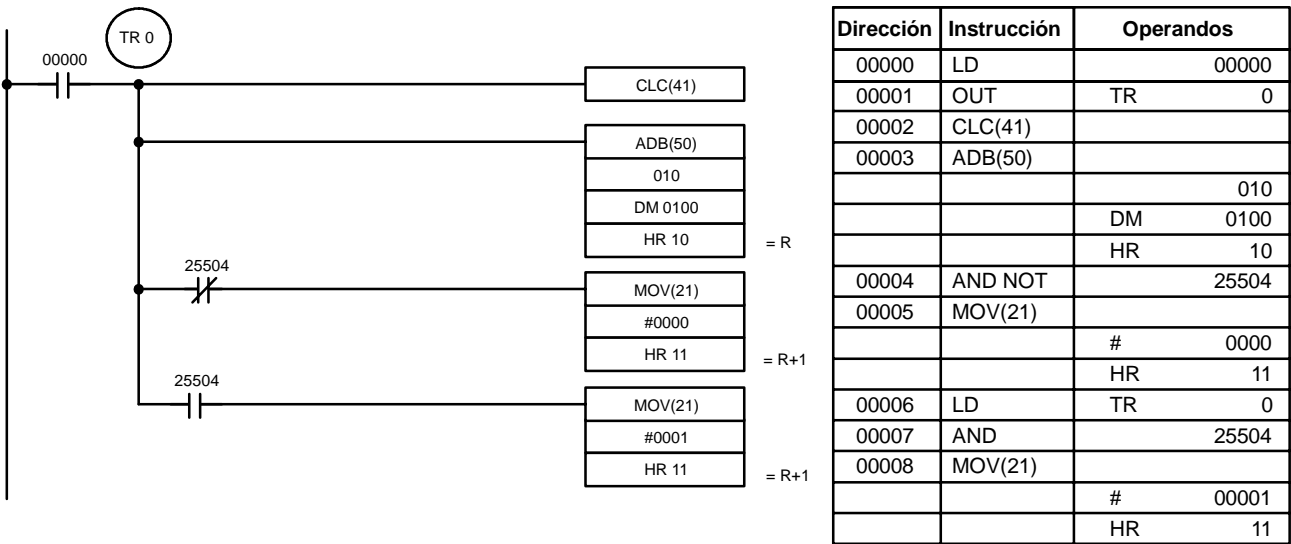 TR 0
00000
CLC(41)
ADB(50)
010
DM 0100
HR 10 = R
25504
MOV(21)
#0000
HR 11 = R+1
25504
MOV(21)
#0001
HR 11 = R+1
Dirección Instrucción Operandos
00000 LD 00000
00001 OUT TR 0
00002 CLC(41)
00003 ADB(50)
010
DM 0100
HR 10
00004 AND NOT 25504
00005 MOV(21)
# 0000
HR 11
00006 LD TR 0
00007 AND 25504
00008 MOV(21)
# 00001
HR 11